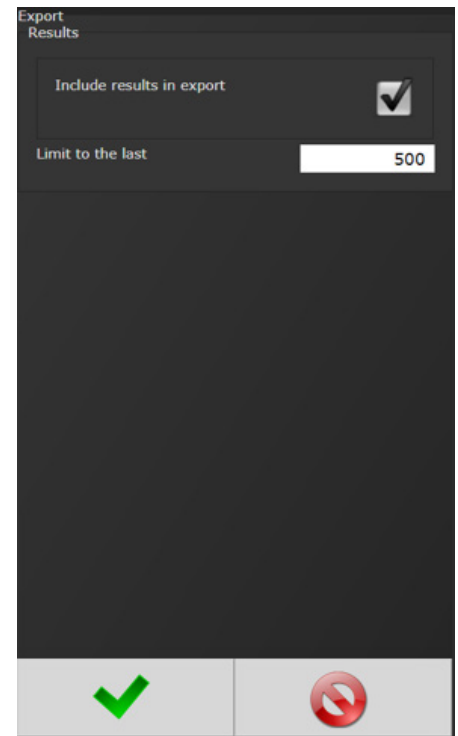 Export
Results
Include results in export
Limit to the last
500